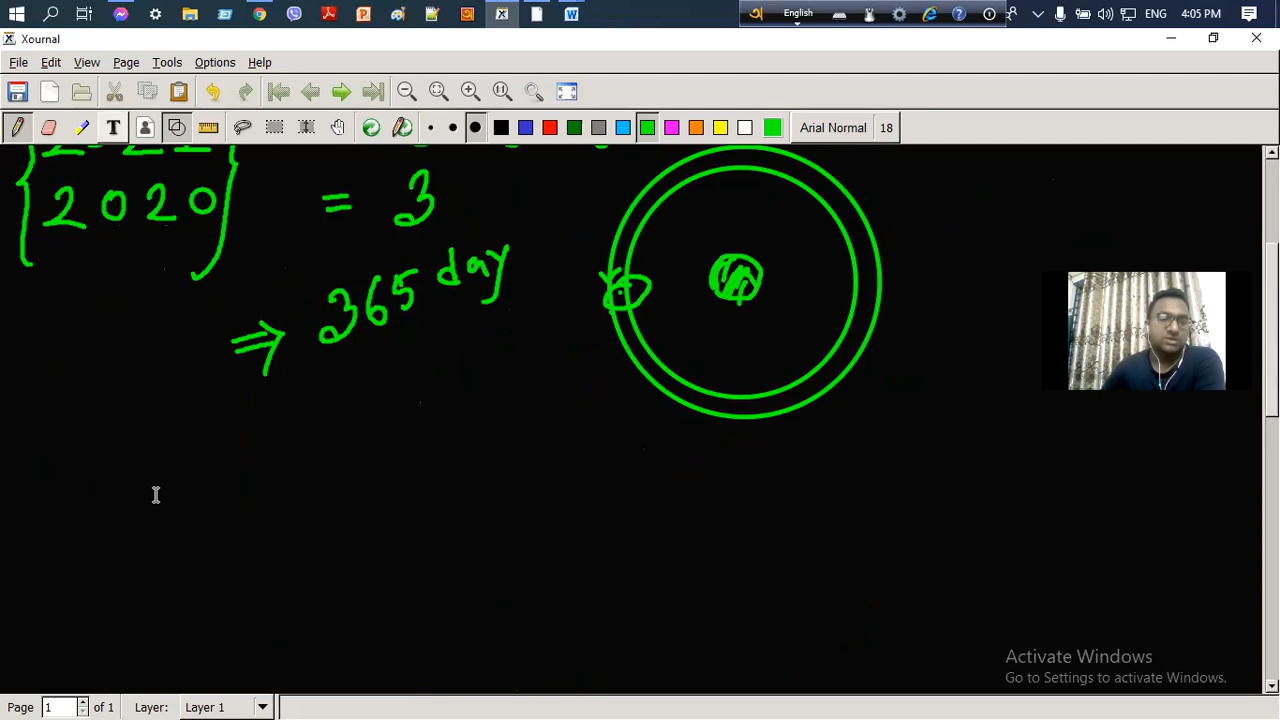 English
ENG
4:05 PM
Xournal
File Edit View Page Tools Options Help
Arial Normal 18
2020 = 3
⇒ 365 day
Activate Windows
Go to Settings to activate Windows.
Page 1 of 1 Layer: Layer 1